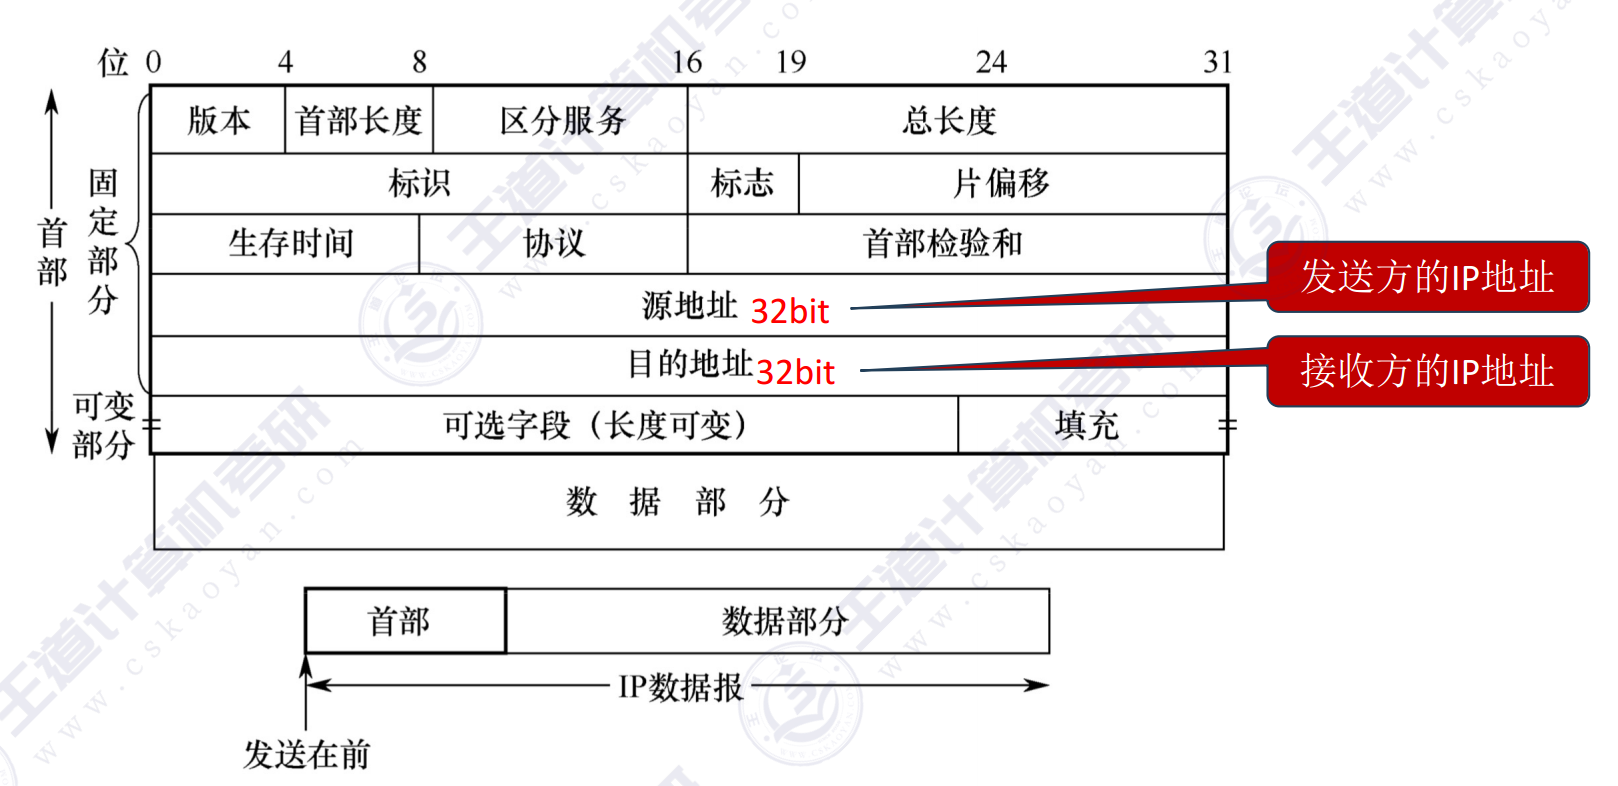 位 0 4 8 16 19 24 31
版本 首部长度 区分服务 总长度
标识 标志 片偏移
生存时间 协议 首部检验和
源地址 32bit
目的地址 32bit
可选字段（长度可变） 填充
数据部分
首部
固定部分
可变部分
发送方的IP地址
接收方的IP地址
首部 数据部分
IP数据报
发送在前
王道计算机考研
www.cskaoyan.com